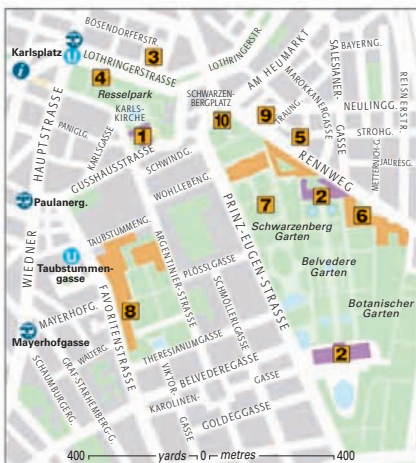 BÖSENDORFERSTR.
Karlsplatz
U
3
LOTHRINGERSTRASSE
LOTHRINGERSTR.
AM HEUMARKT
SALESIANER-
GASSE
BAYERNG.
REISNERSTR.
i
4
Resselpark
SCHWARZEN-
BERGPLATZ
MAROKKANERGASSE
NEULINGG.
HAUPTSTRASSE
KARLS-
KIRCHE
9
TRAUNG.
10
5
STROHG.
PANIGLG.
KARLSGASSE
1
METTERNICH-G.
JAURESG.
GUSSHAUSSTRASSE
SCHWINDG.
RENNWEG
WOHLLEBENG.
Paulanerg.
7
2
6
PRINZ-EUGEN-STRASSE
Schwarzenberg
Garten
WIEDNER
TAUBSTUMMENG.
ARGENTINIER-STRASSE
U
Taubstummen-
gasse
PLÖSSLGASSE
Belvedere
Garten
SCHMÖLLERLGASSE
Botanischer
Garten
MAYERHOFG.
FAVORITENSTRASSE
8
Mayerhofgasse
WALTERG.
THERESIANUMGASSE
2
SCHAUMBURGERG.
GRAF-STARHEMBERG-G.
VIKTOR-
GASSE
BELVEDEREGASSE
KAROLINEN-
GASSE
GOLDEGGASSE
400 yards 0 metres 400